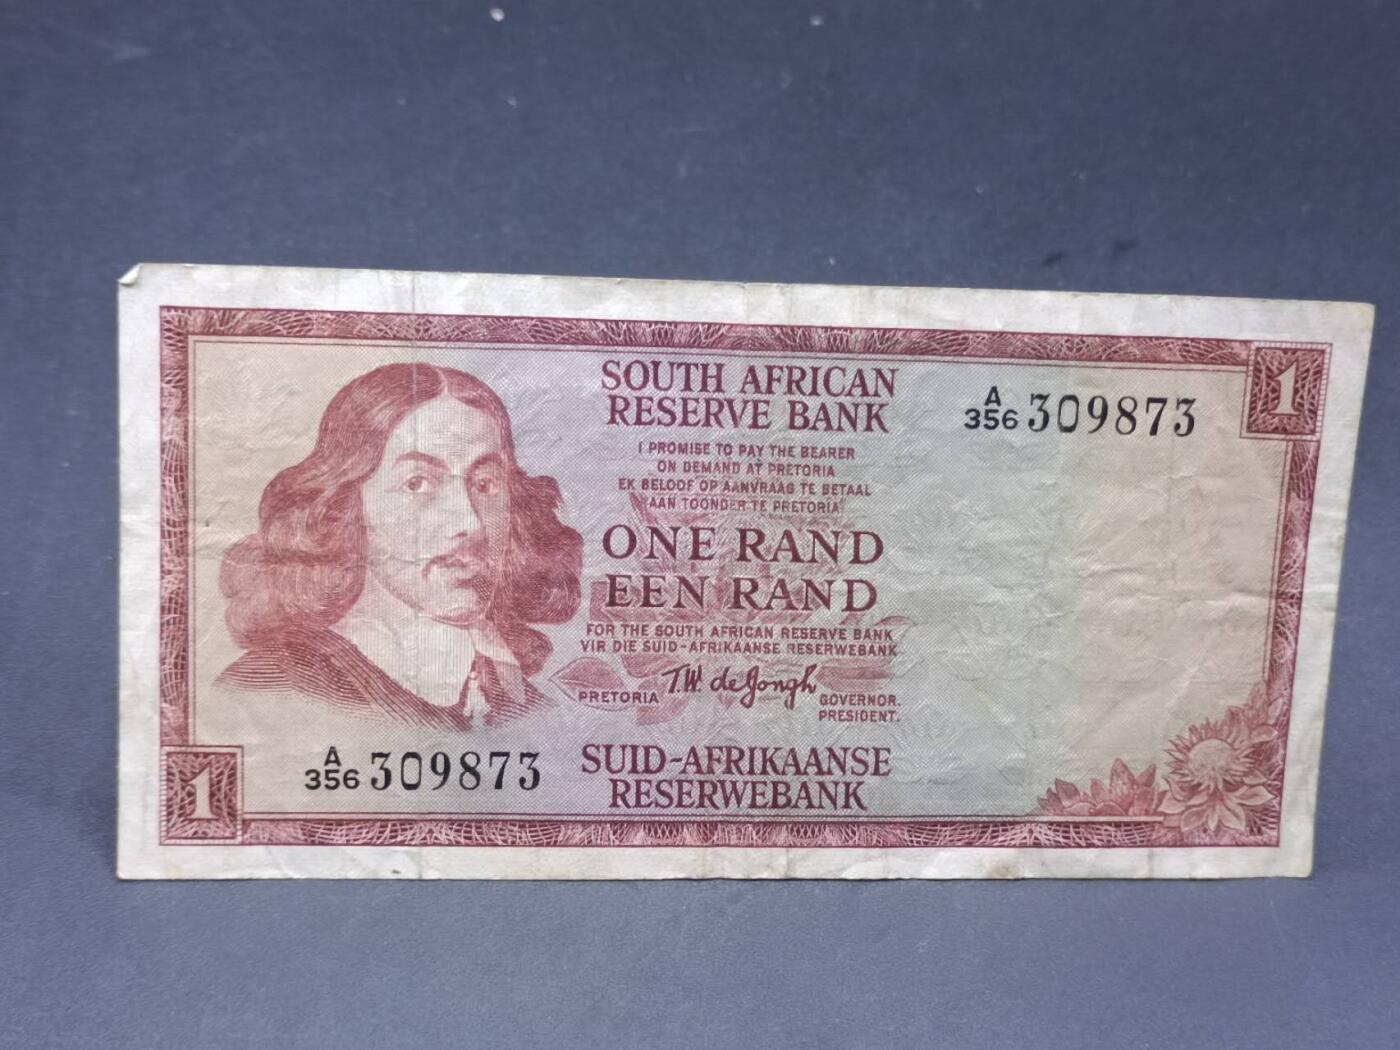 1
SOUTH AFRICAN
RESERVE BANK
A
356 309873
I PROMISE TO PAY THE BEARER
ON DEMAND AT PRETORIA
EK BELOOF OP AANVRAAG TE BETAAL
AAN TOONDER TE PRETORIA
ONE RAND
EEN RAND
FOR THE SOUTH AFRICAN RESERVE BANK
VIR DIE SUID-AFRIKAANSE RESERWEBANK
PRETORIA T.W. de Jongh GOVERNOR.
PRESIDENT.
A
356 309873
SUID-AFRIKAANSE
RESERWEBANK
1